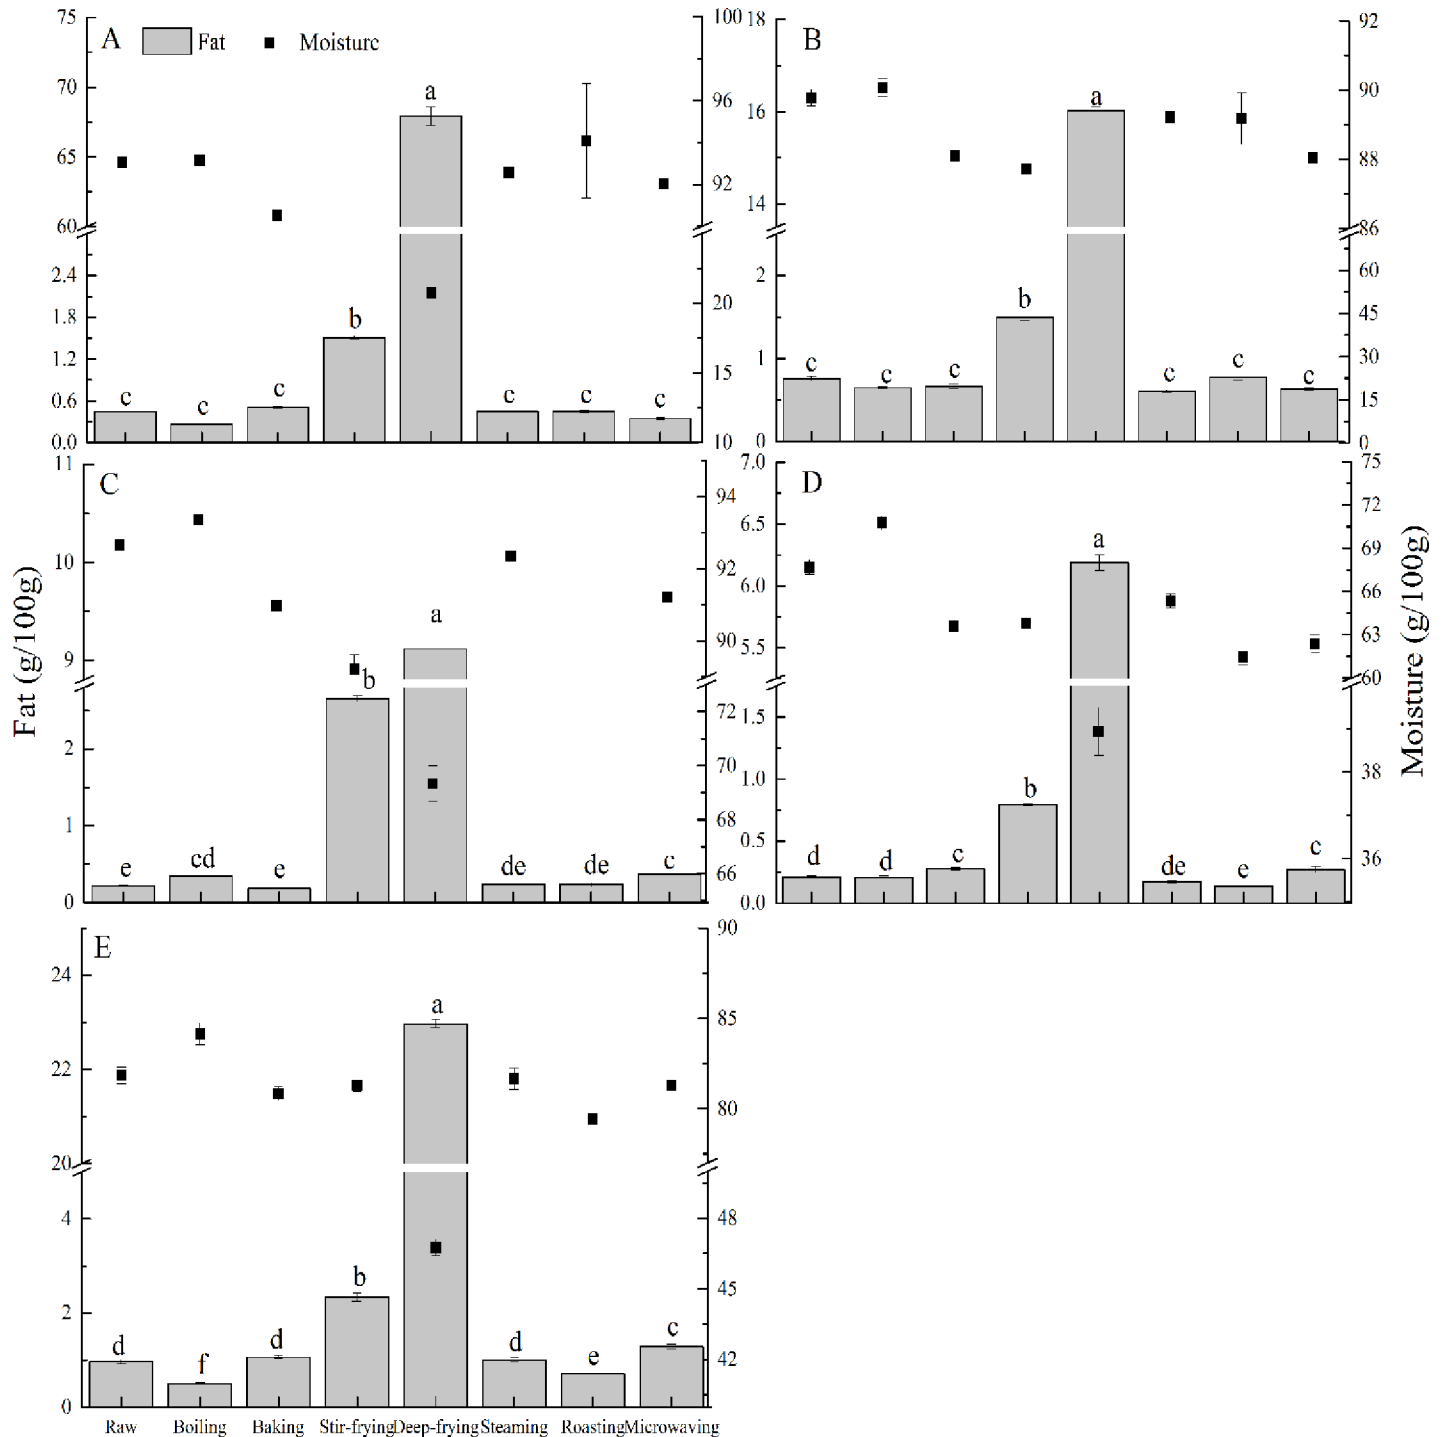 A
Fat
Moisture
75
70
65
60
2.4
1.8
1.2
0.6
0.0
100
96
92
20
15
10
c
c
c
b
a
c
c
c
B
18
16
14
2
1
0
92
90
88
86
60
45
30
15
0
c
c
c
b
a
c
c
c
C
11
10
9
2
1
0
94
92
90
72
70
68
66
e
cd
e
b
a
de
de
c
D
7.0
6.5
6.0
5.5
1.5
1.0
0.5
0.0
75
72
69
66
63
60
38
36
d
d
c
b
a
de
e
c
E
24
22
20
4
2
0
90
85
80
48
45
42
d
f
d
b
a
d
e
c
Raw Boiling Baking Stir-frying Deep-frying Steaming Roasting Microwaving
Fat (g/100g)
Moisture (g/100g)